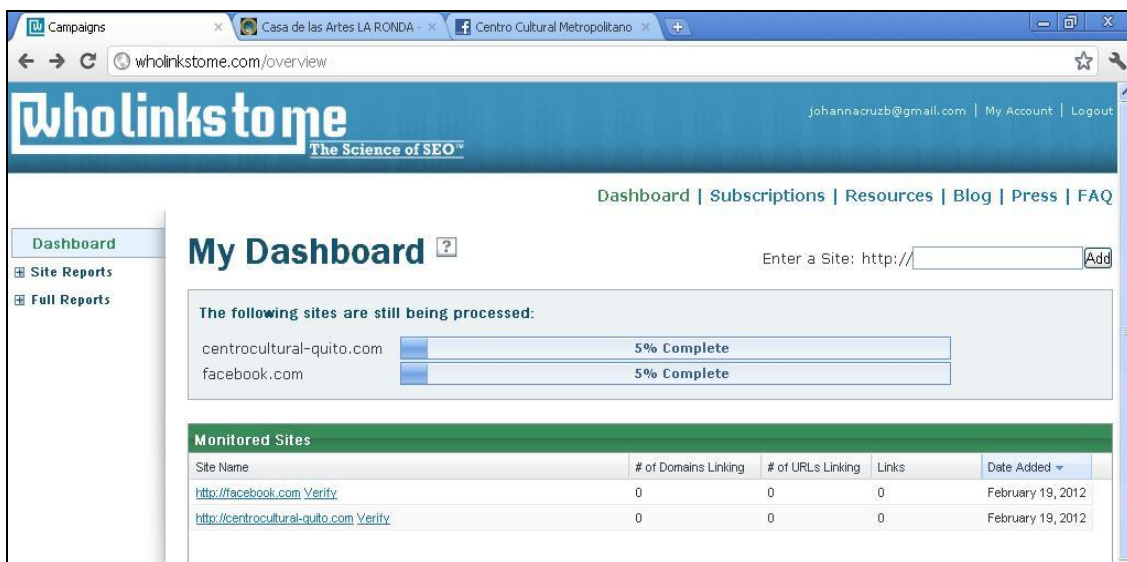 Campaigns
Casa de las Artes LA RONDA -
Centro Cultural Metropolitano
wholinkstome.com/overview
wholinkstome
The Science of SEO™
johannacruzb@gmail.com | My Account | Logout
Dashboard | Subscriptions | Resources | Blog | Press | FAQ
Dashboard
Site Reports
Full Reports
My Dashboard ?
Enter a Site: http:// Add
The following sites are still being processed:
centrocultural-quito.com 5% Complete
facebook.com 5% Complete
Monitored Sites
Site Name # of Domains Linking # of URLs Linking Links Date Added
http://facebook.com Verify 0 0 0 February 19, 2012
http://centrocultural-quito.com Verify 0 0 0 February 19, 2012